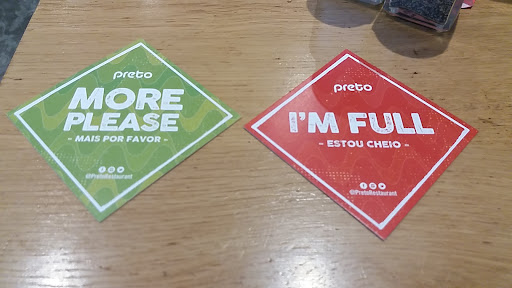 preto
MORE
PLEASE
- MAIS POR FAVOR -
@PretoRestaurant
preto
I'M FULL
- ESTOU CHEIO -
@PretoRestaurant